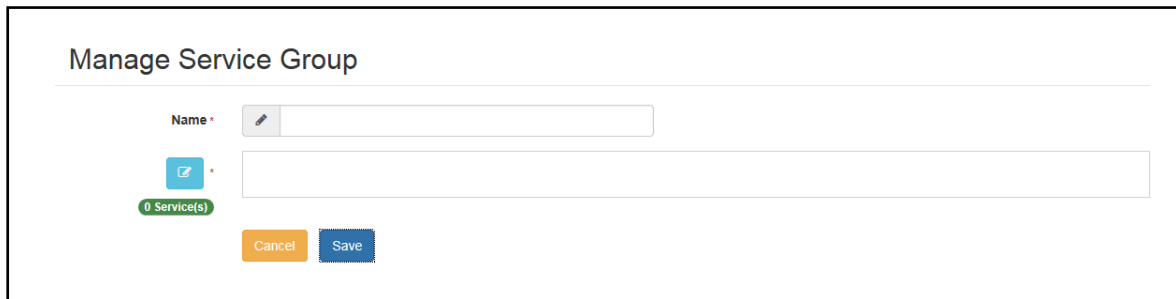 Manage Service Group
Name *
*
0 Service(s)
Cancel Save